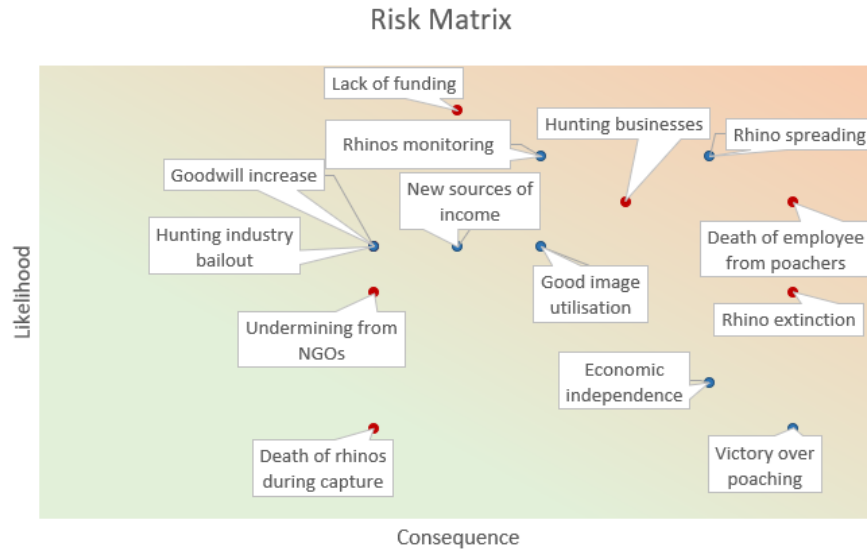 Risk Matrix
Lack of funding
Hunting businesses
Rhino spreading
Rhinos monitoring
Goodwill increase
New sources of
income
Hunting industry
bailout
Death of employee
from poachers
Good image
utilisation
Likelihood
Undermining from
NGOs
Rhino extinction
Economic
independence
Death of rhinos
during capture
Victory over
poaching
Consequence